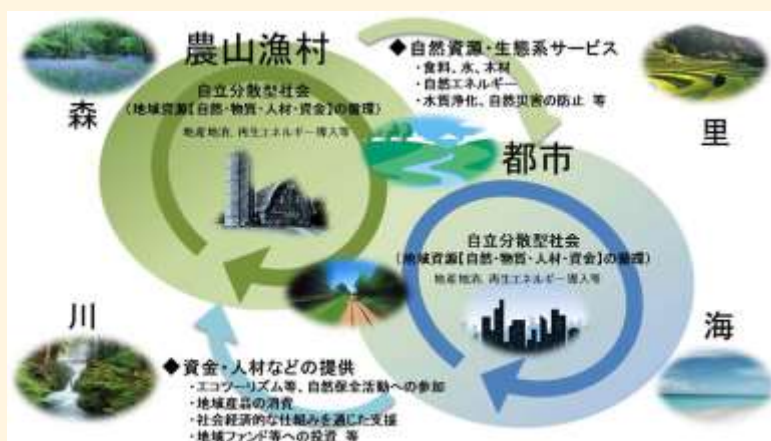 農山漁村
森
自立分散型社会
(地域資源【自然・物質・人材・資金】の循環)
地産地消、再生エネルギー導入等
◆自然資源・生態系サービス
・食料、水、木材
・自然エネルギー
・水質浄化、自然災害の防止 等
里
都市
自立分散型社会
(地域資源【自然・物質・人材・資金】の循環)
地産地消、再生エネルギー導入等
川
海
◆資金・人材などの提供
・エコツーリズム等、自然保全活動への参加
・地域産品の消費
・社会経済的な仕組みを通じた支援
・地域ファンド等への投資 等